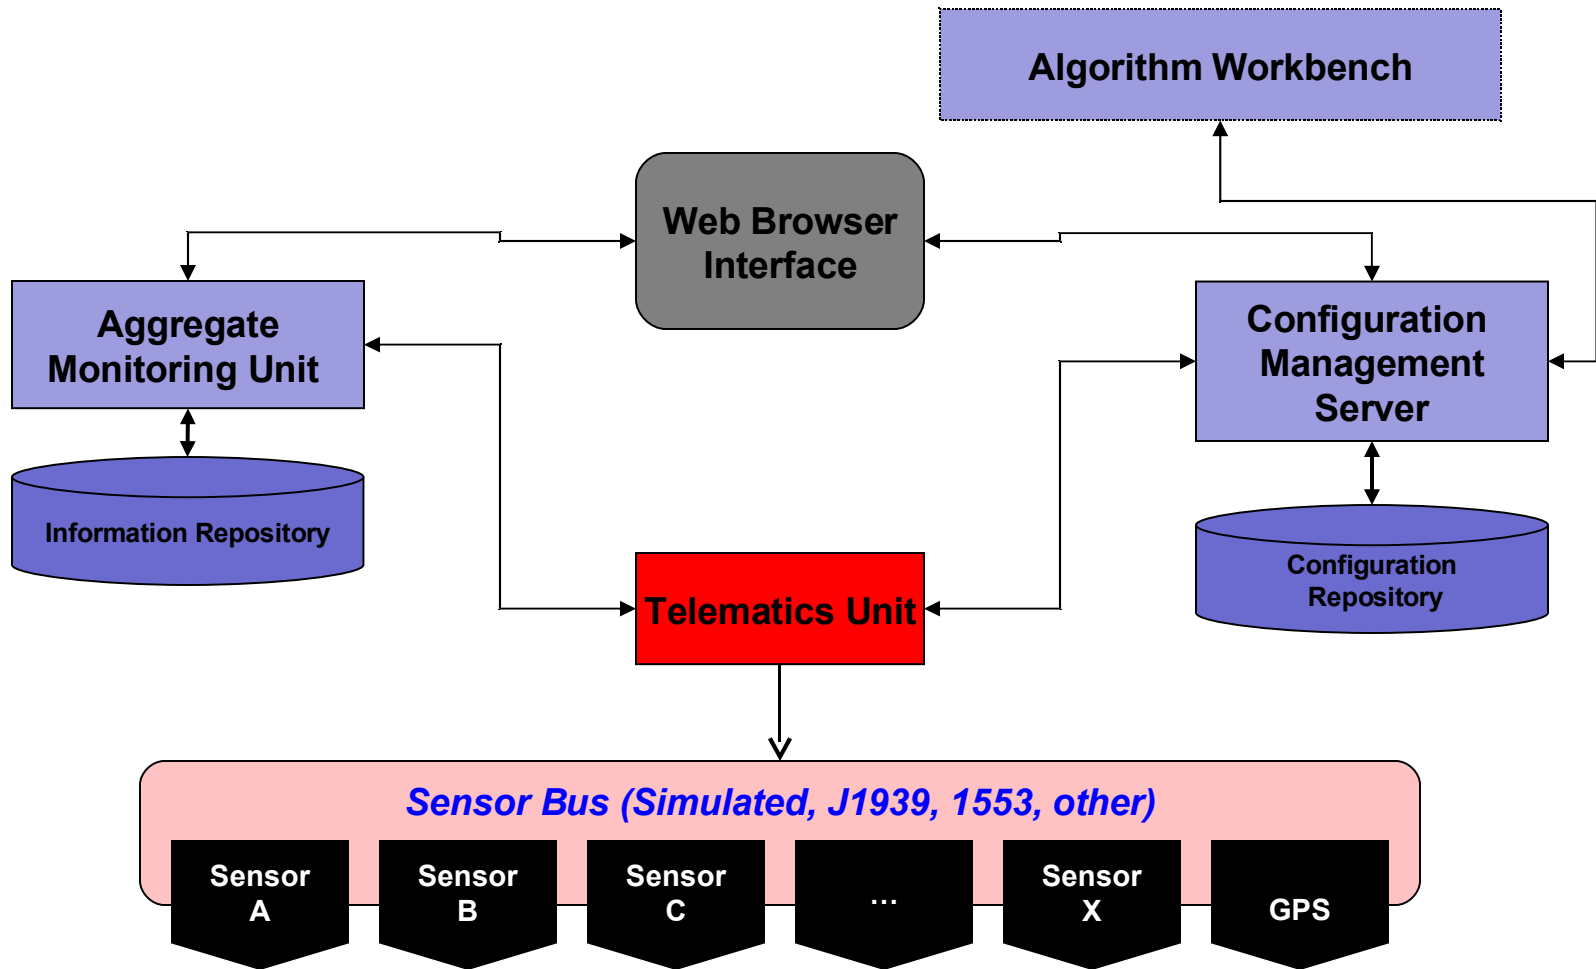 Algorithm Workbench
Web Browser
Interface
Aggregate
Monitoring Unit
Configuration
Management
Server
Information Repository
Configuration
Repository
Telematics Unit
Sensor Bus (Simulated, J1939, 1553, other)
Sensor
A
Sensor
B
Sensor
C
...
Sensor
X
GPS